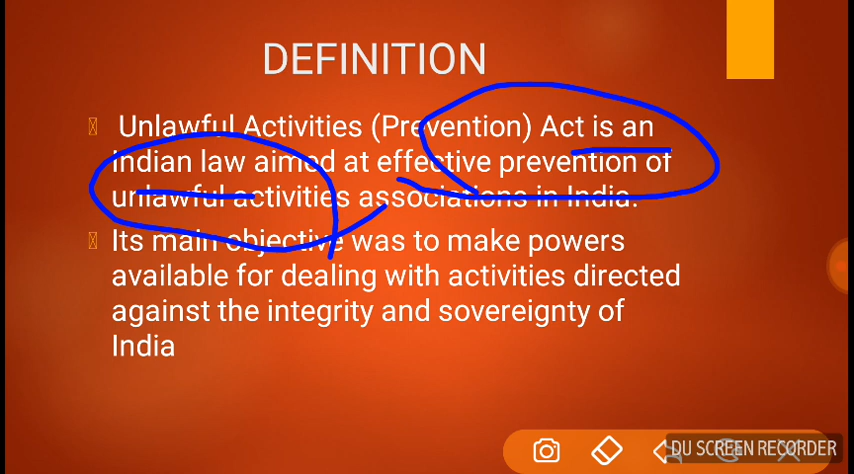 DEFINITION
Unlawful Activities (Prevention) Act is an
Indian law aimed at effective prevention of
unlawful activities associations in India.
Its main objective was to make powers
available for dealing with activities directed
against the integrity and sovereignty of
India
DU SCREEN RECORDER